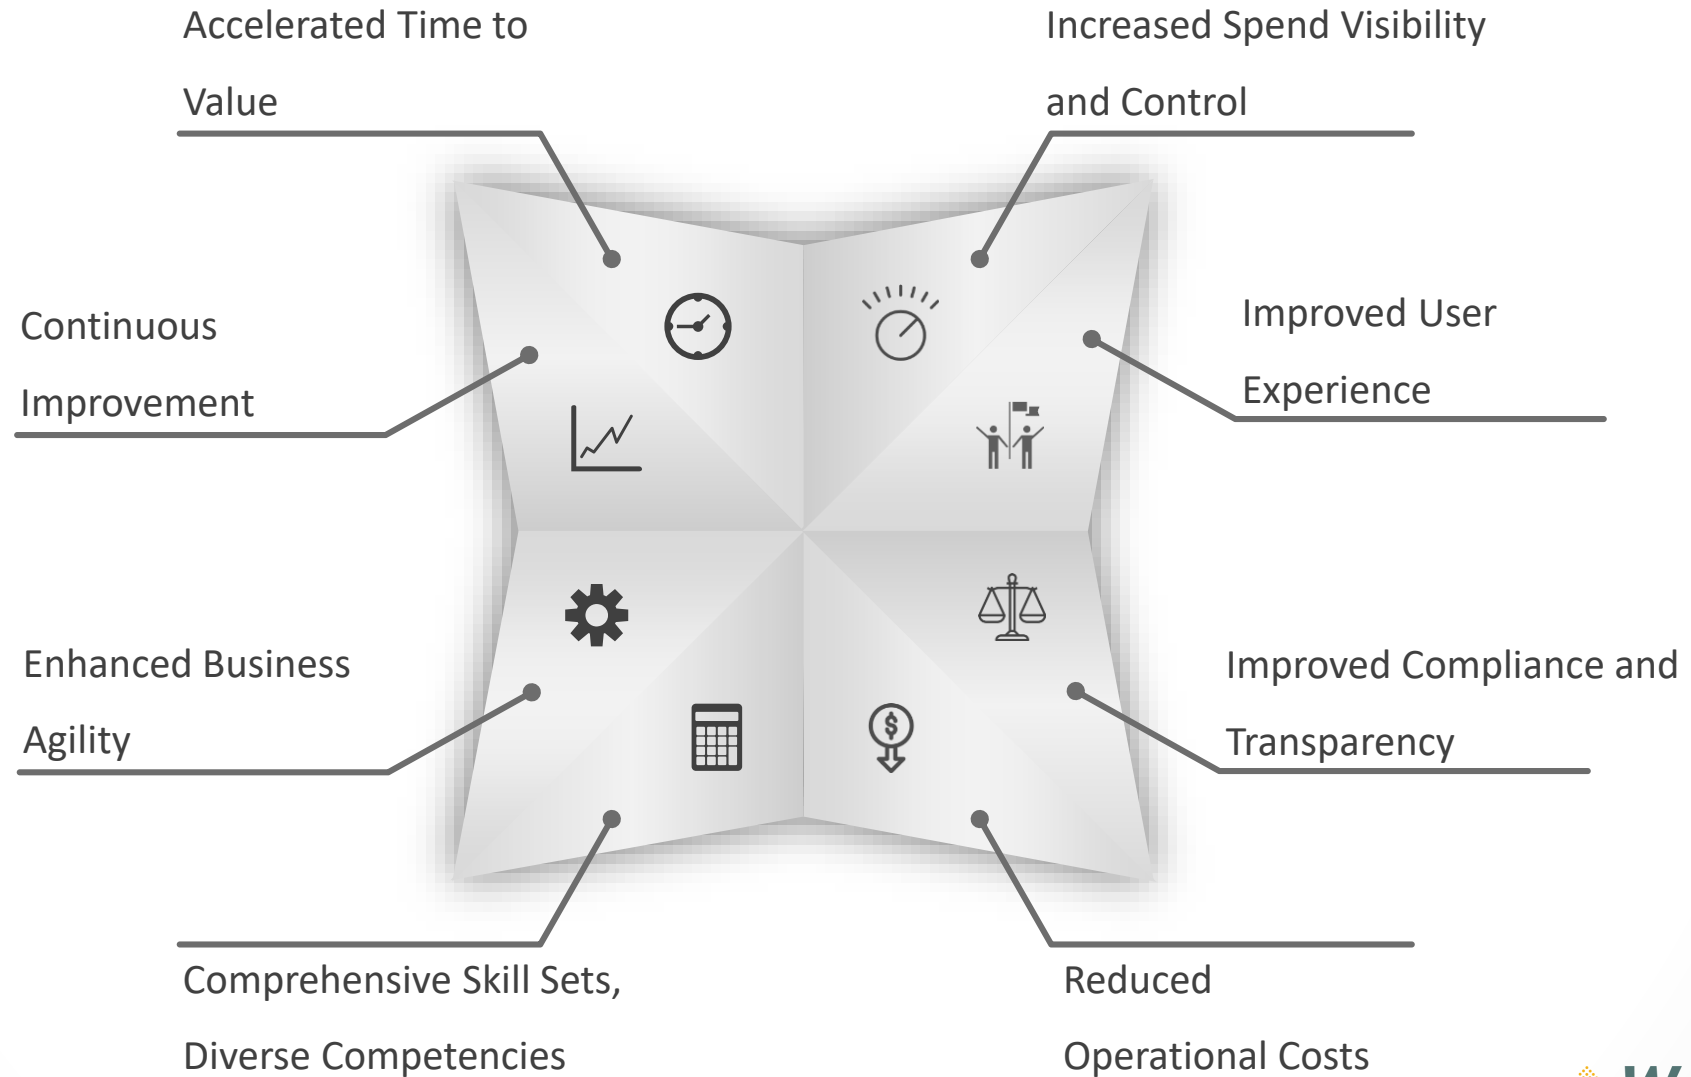 Accelerated Time to
Value
Increased Spend Visibility
and Control
Continuous
Improvement
Improved User
Experience
Enhanced Business
Agility
Improved Compliance and
Transparency
Comprehensive Skill Sets,
Diverse Competencies
Reduced
Operational Costs